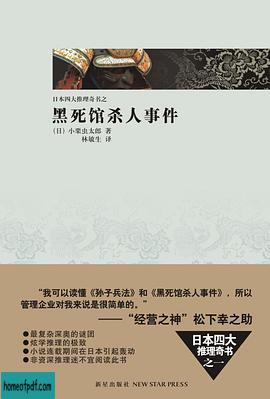 日本四大推理奇书之一
黑死馆杀人事件
（日）小栗虫太郎 著
林敏生 译
“我可以读懂《孙子兵法》和《黑死馆杀人事件》，所以
管理企业对我来说是很简单的。”
——“经营之神”松下幸之助
●最复杂深奥的谜团
●炫学推理的极致
●小说连载期间在日本引起轰动
●非资深推理迷不宜阅读此书
日本四大
推理奇书
之一
新星出版社 NEW STAR PRESS
homeofpdf.com